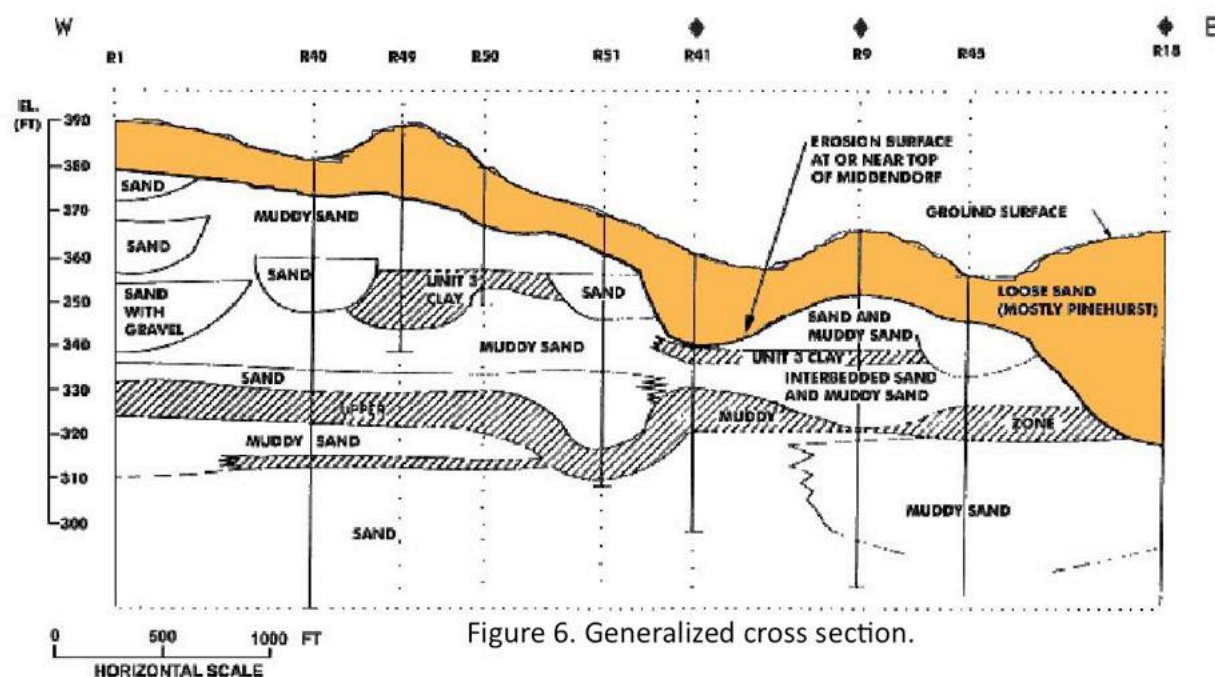 W
E
R1
R40
R49
R50
R51
R41
R9
R45
R18
EL.
(FT)
390
380
370
360
350
340
330
320
310
300
EROSION SURFACE
AT OR NEAR TOP
OF MIDDENDORF
GROUND SURFACE
SAND
MUDDY SAND
SAND
SAND
UNIT 3
CLAY
SAND
SAND
WITH
GRAVEL
LOOSE SAND
(MOSTLY PINEHURST)
SAND AND
MUDDY SAND
MUDDY SAND
UNIT 3 CLAY
SAND
INTERBEDDED SAND
AND MUDDY SAND
UPPER
MUDDY
ZONE
MUDDY SAND
MUDDY SAND
SAND
0 500 1000 FT
HORIZONTAL SCALE
Figure 6. Generalized cross section.